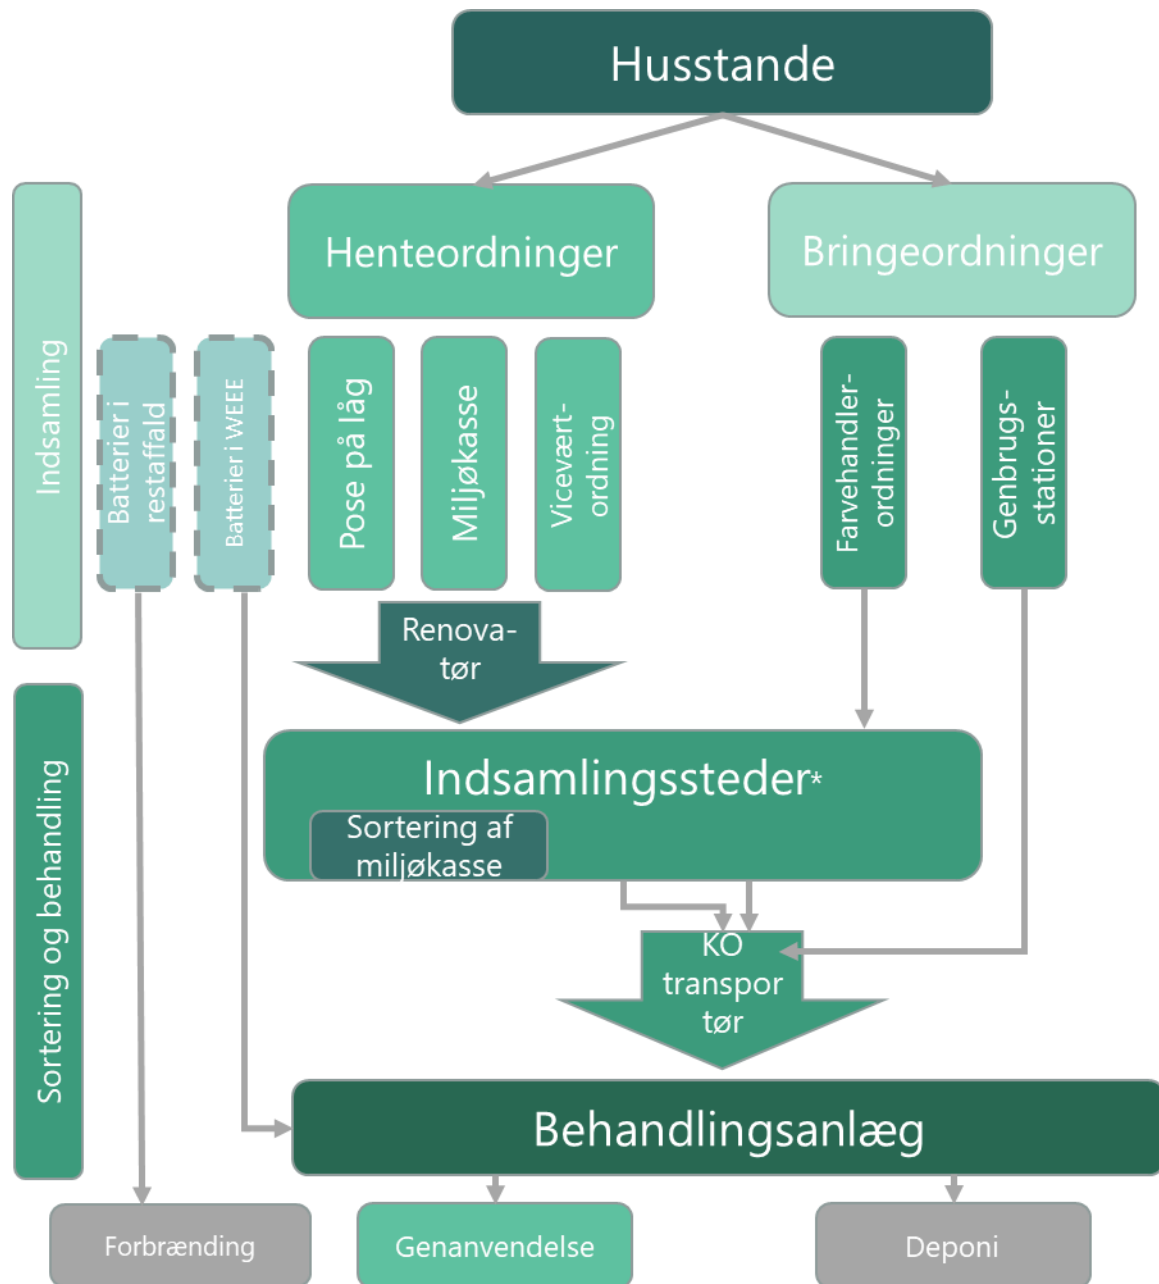 Husstande
Henteordninger
Bringeordninger
Indsamling
Batterier i
restaffald
Batterier i WEEE
Pose på låg
Miljøkasse
Vicevært-
ordning
Farvehandler-
ordninger
Genbrugs-
stationer
Renova-
tør
Sortering og behandling
Indsamlingssteder*
Sortering af
miljøkasse
KO
transpor
tør
Behandlingsanlæg
Forbrænding
Genanvendelse
Deponi